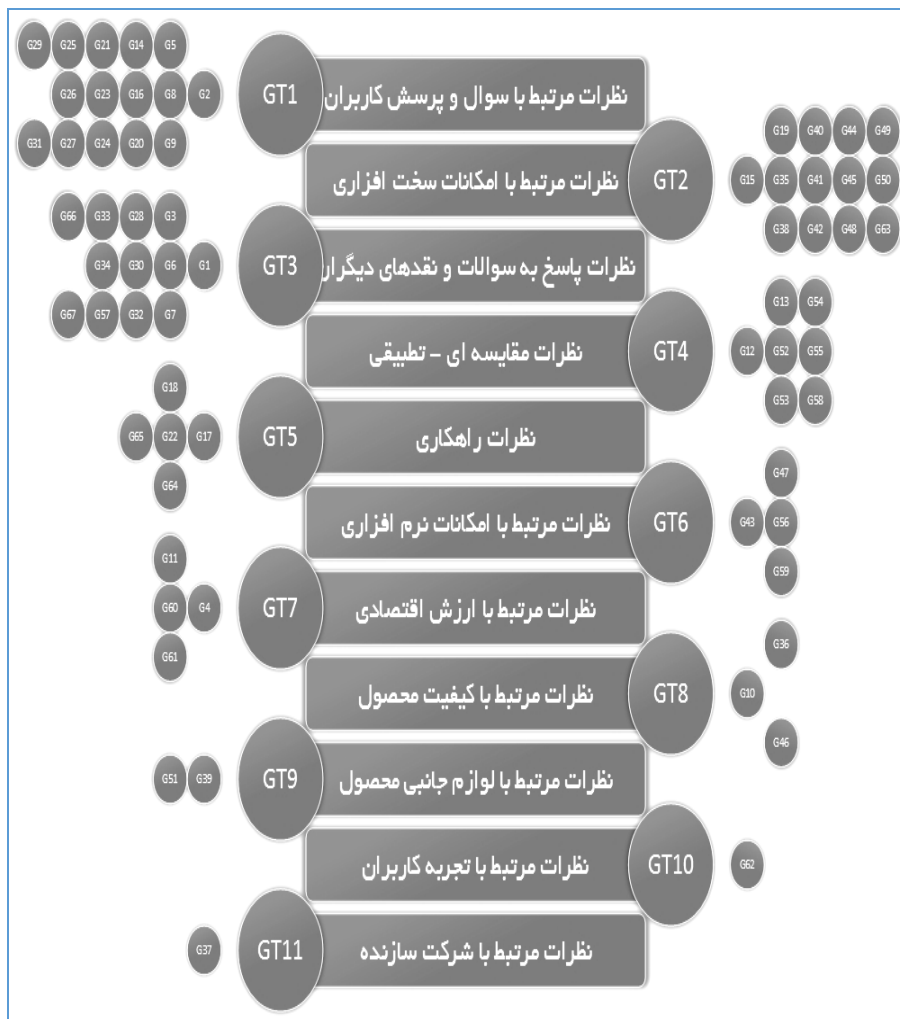 G29 G25 G21 G14 G5
GT1
نظرات مرتبط با سوال و پرسش کاربران
G26 G23 G16 G8 G2
G31 G27 G24 G20 G9
G19 G40 G44 G49
نظرات مرتبط با امکانات سخت افزاری
GT2
G15 G35 G41 G45 G50
G38 G42 G48 G63
G66 G33 G28 G3
GT3
نظرات پاسخ به سوالات و نقدهای دیگرار
G34 G30 G6 G1
G67 G57 G32 G7
G13 G54
نظرات مقایسه ای – تطبیقی
GT4
G12 G52 G55
G53 G58
G18
GT5
نظرات راهکاری
G65 G22 G17
G64
G47
نظرات مرتبط با امکانات نرم افزاری
GT6
G43 G56
G59
G11
GT7
نظرات مرتبط با ارزش اقتصادی
G60 G4
G61
G36
نظرات مرتبط با کیفیت محصول
GT8
G10
G46
GT9
نظرات مرتبط با لوازم جانبی محصول
G51 G39
نظرات مرتبط با تجربه کاربران
GT10
G62
GT11
نظرات مرتبط با شرکت سازنده
G37